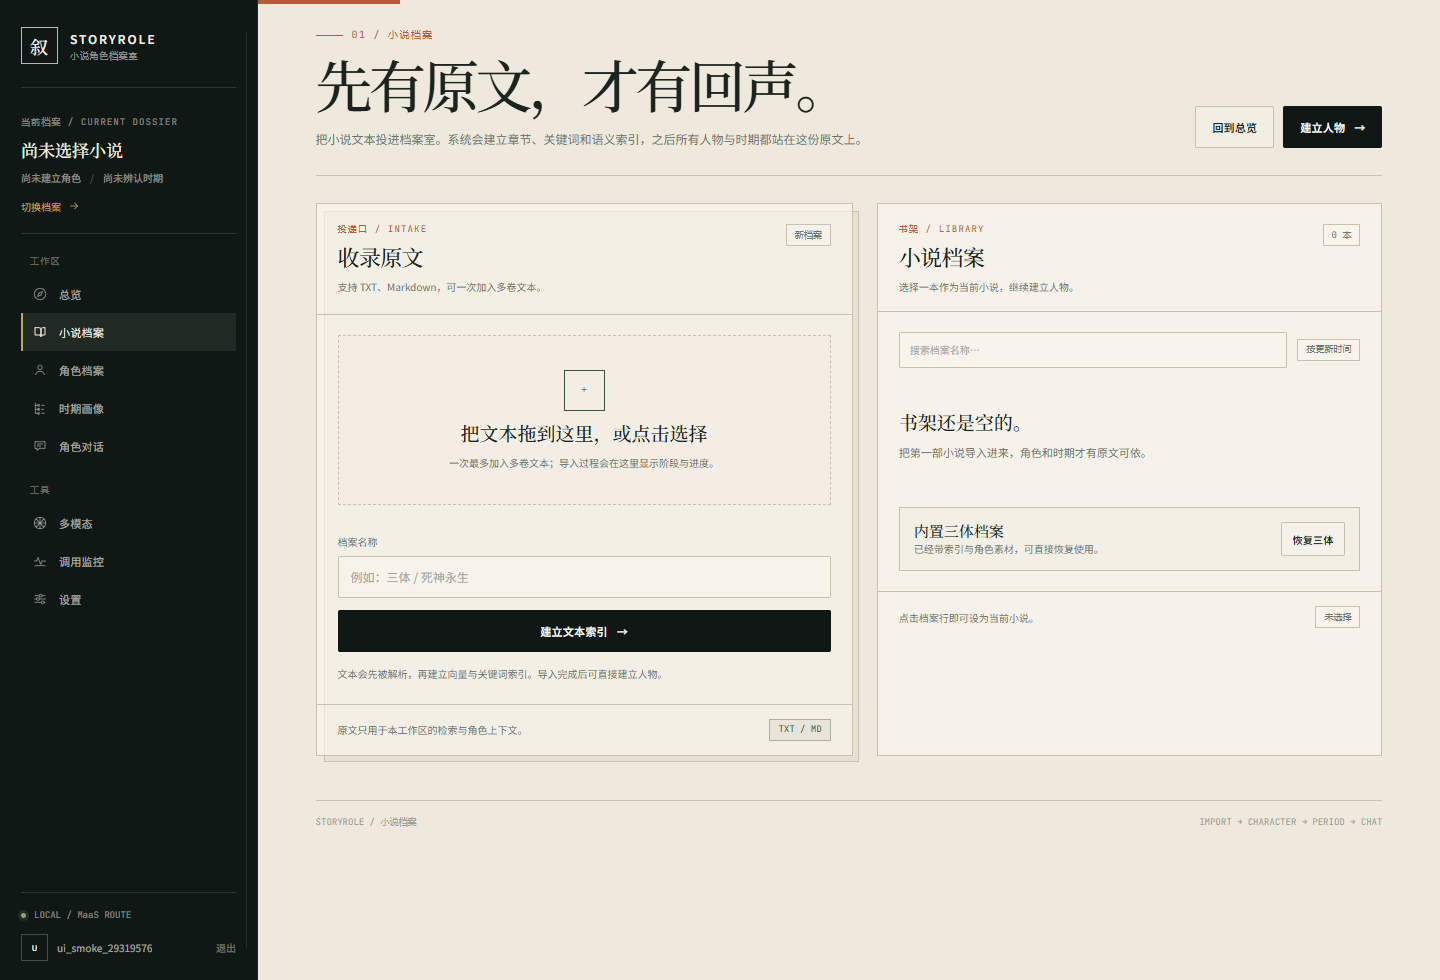 叙
STORYROLE
小说角色档案室
当前档案 / CURRENT DOSSIER
尚未选择小说
尚未建立角色 / 尚未辨认时期
切换档案 →
工作区
总览
小说档案
角色档案
时期画像
角色对话
工具
多模态
调用监控
设置
LOCAL / MaaS ROUTE
U
ui_smoke_29319576
退出
01 / 小说档案
先有原文，才有回声。
把小说文本投进档案室。系统会建立章节、关键词和语义索引，之后所有人物与时期都站在这份原文上。
回到总览
建立人物 →
投递口 / INTAKE
新档案
收录原文
支持 TXT、Markdown，可一次加入多卷文本。
+
把文本拖到这里，或点击选择
一次最多加入多卷文本；导入过程会在这里显示阶段与进度。
档案名称
例如：三体 / 死神永生
建立文本索引 →
文本会先被解析，再建立向量与关键词索引。导入完成后可直接建立人物。
原文只用于本工作区的检索与角色上下文。
TXT / MD
书架 / LIBRARY
0 本
小说档案
选择一本作为当前小说，继续建立人物。
搜索档案名称…
按更新时间
书架还是空的。
把第一部小说导入进来，角色和时期才有原文可依。
内置三体档案
已经带索引与角色素材，可直接恢复使用。
恢复三体
点击档案行即可设为当前小说。
未选择
STORYROLE / 小说档案
IMPORT → CHARACTER → PERIOD → CHAT